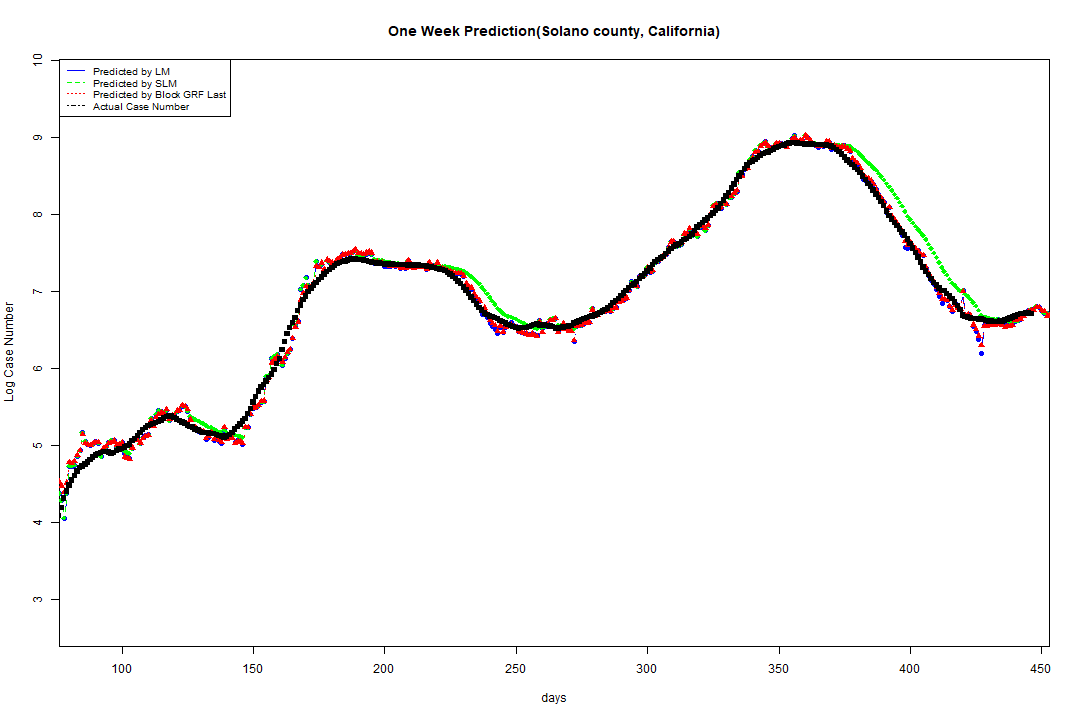 One Week Prediction(Solano county, California)
Predicted by LM
Predicted by SLM
Predicted by Block GRF Last
Actual Case Number
10
9
8
7
6
5
4
3
Log Case Number
100 150 200 250 300 350 400 450
days